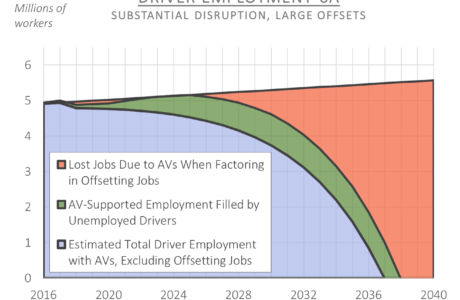 DRIVER EMPLOYMENT
Millions of
workers
SUBSTANTIAL DISRUPTION, LARGE OFFSETS
6
5
4
3
2
1
0
Lost Jobs Due to AVs When Factoring
in Offsetting Jobs
AV-Supported Employment Filled by
Unemployed Drivers
Estimated Total Driver Employment
with AVs, Excluding Offsetting Jobs
2016 2020 2024 2028 2032 2036 2040